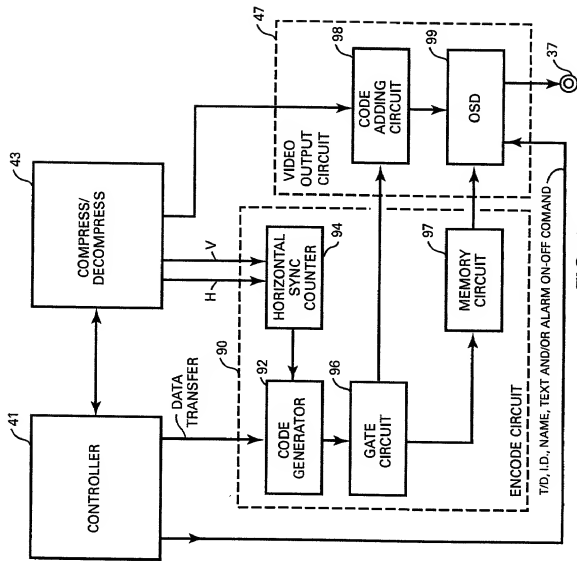 41
CONTROLLER
43
COMPRESS/
DECOMPRESS
DATA
TRANSFER
H
V
90
92
CODE
GENERATOR
HORIZONTAL
SYNC
COUNTER
94
96
GATE
CIRCUIT
MEMORY
CIRCUIT
97
ENCODE CIRCUIT
47
VIDEO
OUTPUT
CIRCUIT
CODE
ADDING
CIRCUIT
98
OSD
99
37
T/D, I.D., NAME, TEXT AND/OR ALARM ON-OFF COMAND